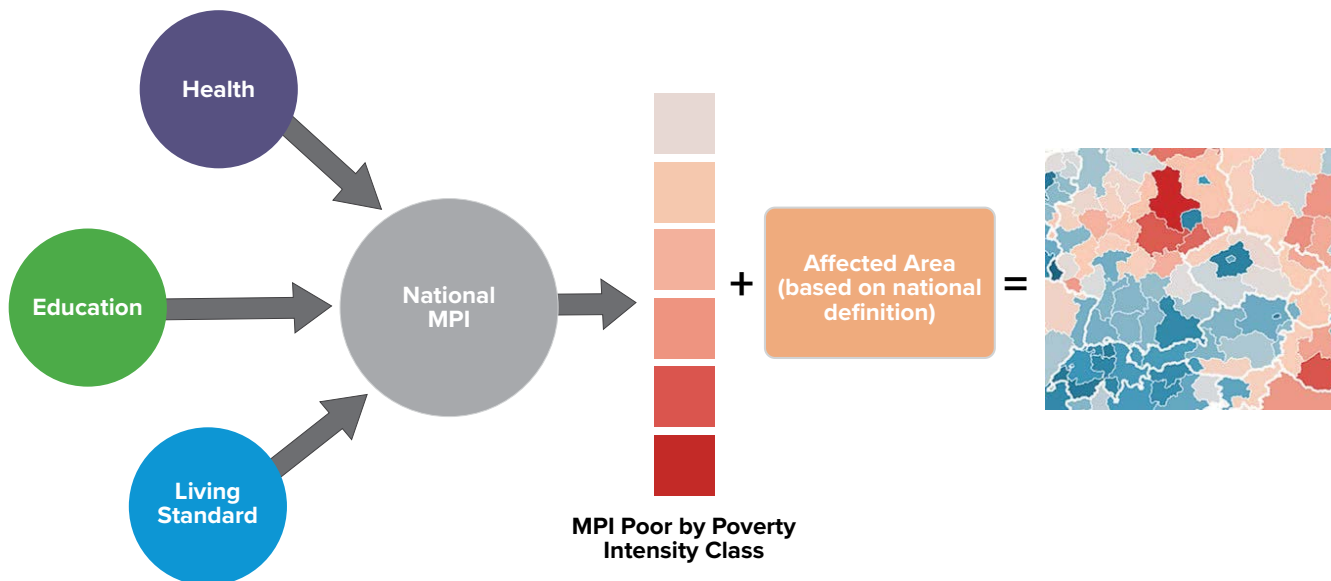 Health
Education
Living
Standard
National
MPI
MPI Poor by Poverty
Intensity Class
+
Affected Area
(based on national
definition)
=